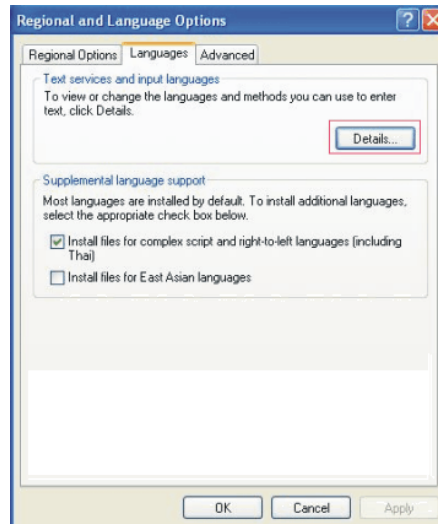 Regional and Language Options
Regional Options Languages Advanced
Text services and input languages
To view or change the languages and methods you can use to enter
text, click Details.
Details...
Supplemental language support
Most languages are installed by default. To install additional languages,
select the appropriate check box below.
Install files for complex script and right-to-left languages (including
Thai)
Install files for East Asian languages
OK Cancel Apply